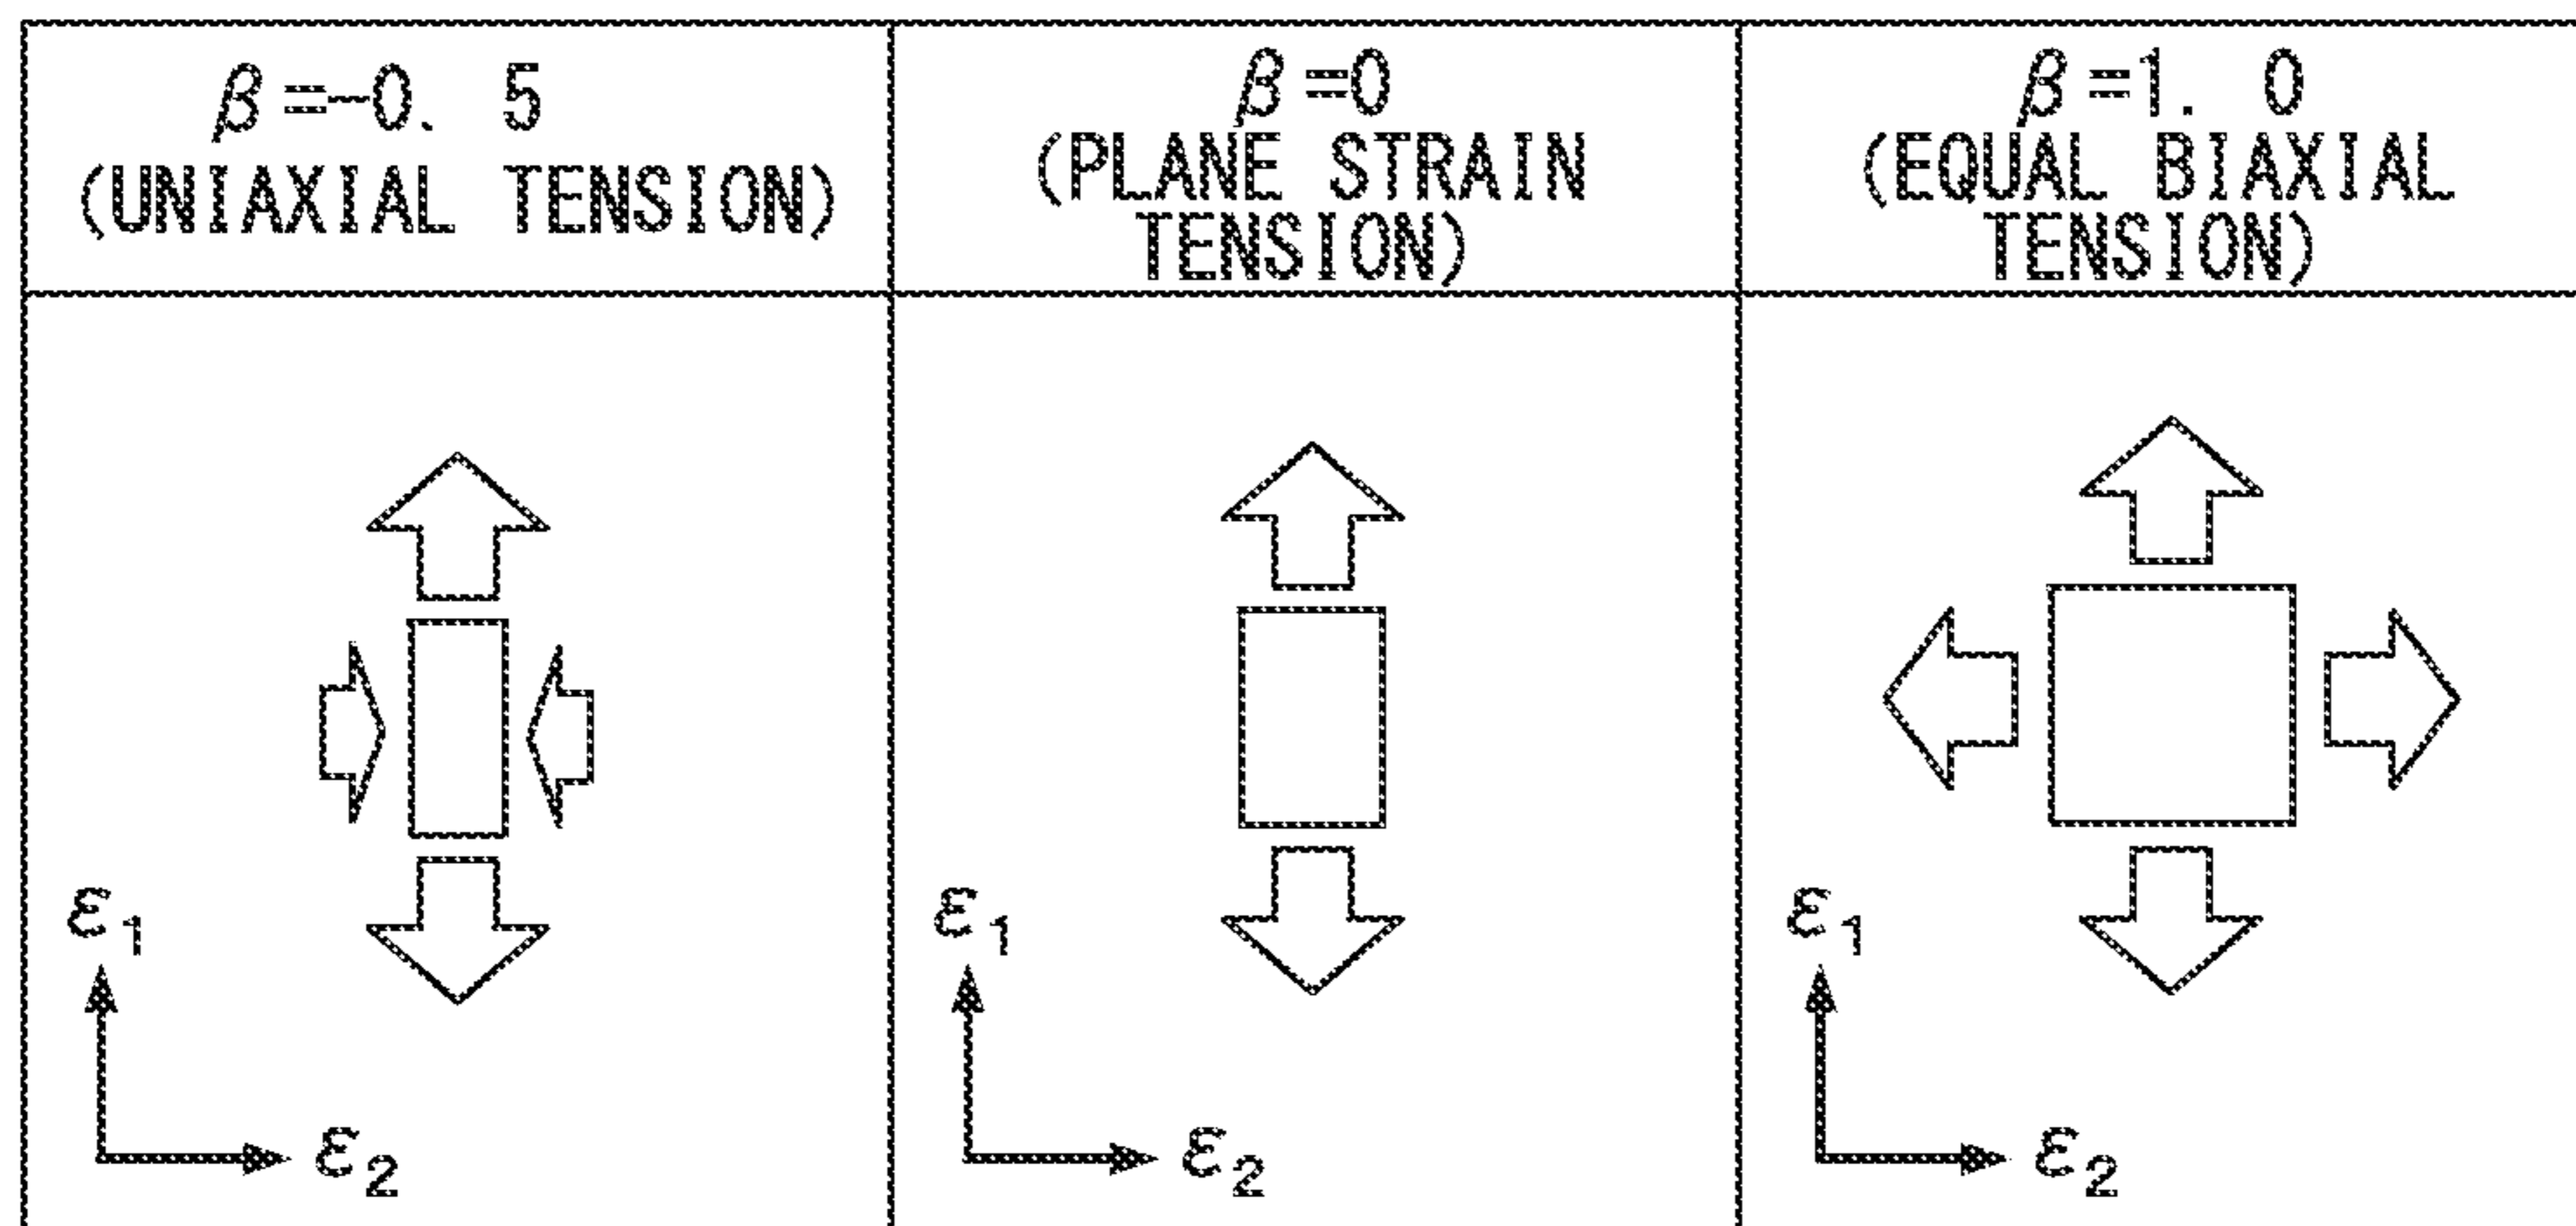 β=-0. 5
(UNIAXIAL TENSION)
β=0
(PLANE STRAIN
TENSION)
β=1. 0
(EQUAL BIAXIAL
TENSION)
ε1
ε2
ε1
ε2
ε1
ε2